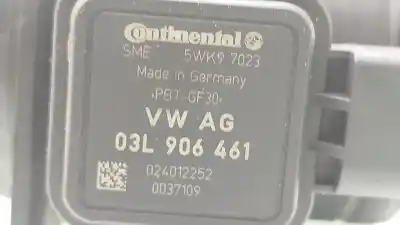 Continental
SME 5WK9 7023
Made in Germany
>PBT-GF30<
VW AG
03L 906 461
024012252
0037109